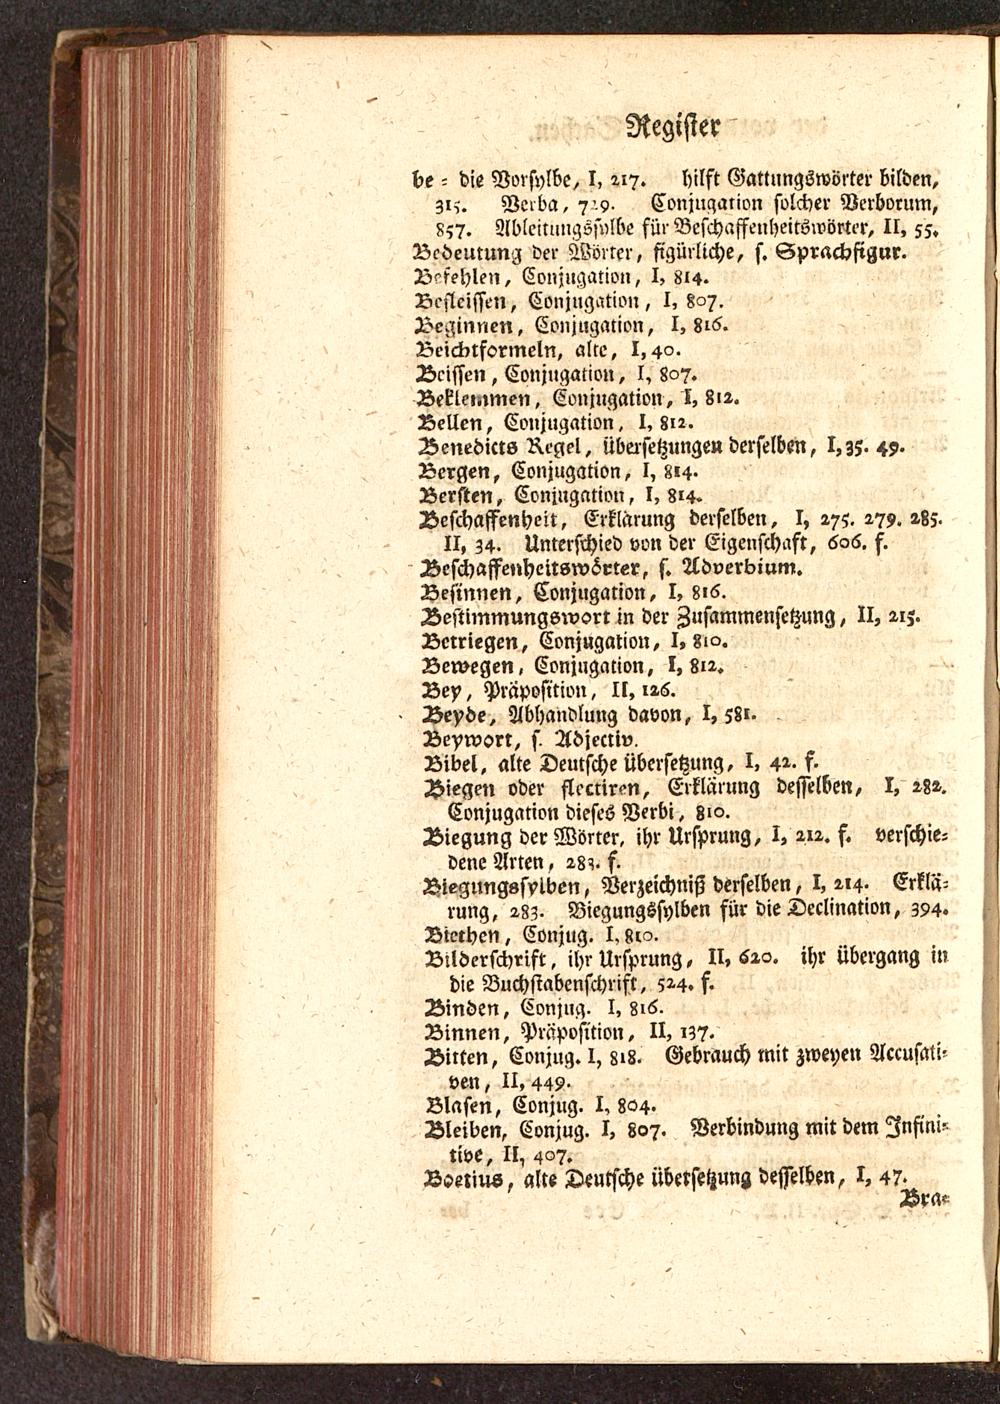 Register
be = die Vorsylbe, I, 217. hilft Gattungswörter bilden,
315. Verba, 729. Conjugation solcher Verborum,
857. Ableitungssylbe für Beschaffenheitswörter, II, 55.
Bedeutung der Wörter, figürliche, s. Sprachfigur.
Befehlen, Conjugation, I, 814.
Befleissen, Conjugation, I, 807.
Beginnen, Conjugation, I, 816.
Beichtformeln, alte, I, 40.
Beissen, Conjugation, I, 807.
Beklemmen, Conjugation, I, 812.
Bellen, Conjugation, I, 812.
Benedicts Regel, übersetzungen derselben, I, 35. 49.
Bergen, Conjugation, I, 814.
Bersten, Conjugation, I, 814.
Beschaffenheit, Erklärung derselben, I, 275. 279. 285.
II, 34. Unterschied von der Eigenschaft, 606. f.
Beschaffenheitswörter, s. Adverbium.
Besinnen, Conjugation, I, 816.
Bestimmungswort in der Zusammensetzung, II, 215.
Betriegen, Conjugation, I, 810.
Bewegen, Conjugation, I, 812.
Bey, Präposition, II, 126.
Beyde, Abhandlung davon, I, 581.
Beywort, s. Adjectiv.
Bibel, alte Deutsche übersetzung, I, 42. f.
Biegen oder flectiren, Erklärung desselben, I, 282.
Conjugation dieses Verbi, 810.
Biegung der Wörter, ihr Ursprung, I, 212. f. verschie=
dene Arten, 283. f.
Biegungssylben, Verzeichniß derselben, I, 214. Erklä=
rung, 283. Biegungssylben für die Declination, 394.
Biethen, Conjug. I, 810.
Bilderschrift, ihr Ursprung, II, 620. ihr übergang in
die Buchstabenschrift, 524. f.
Binden, Conjug. I, 816.
Binnen, Präposition, II, 137.
Bitten, Conjug. I, 818. Gebrauch mit zweyen Accusati=
ven, II, 449.
Blasen, Conjug. I, 804.
Bleiben, Conjug. I, 807. Verbindung mit dem Infini=
tive, II, 407.
Boetius, alte Deutsche übersetzung desselben, I, 47.
Bra=